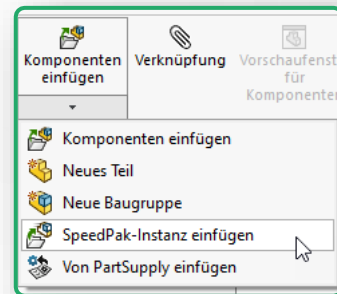 Komponenten
einfügen
Verknüpfung
Vorschaufenst
für
Komponenten
Komponenten einfügen
Neues Teil
Neue Baugruppe
SpeedPak-Instanz einfügen
Von PartSupply einfügen